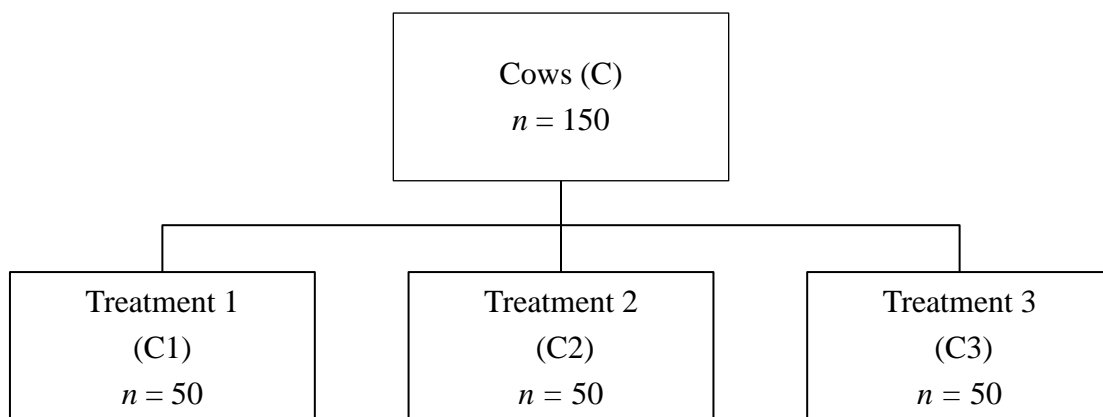 Cows (C)
n = 150
Treatment 1
(C1)
n = 50
Treatment 2
(C2)
n = 50
Treatment 3
(C3)
n = 50